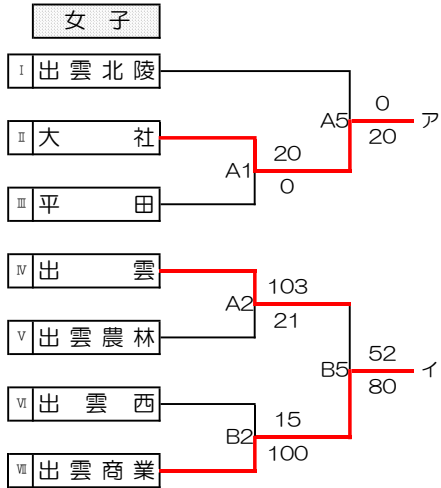 女子
Ⅰ 出雲北陵
A5 0 ア
20
Ⅱ 大社
A1 20
0
Ⅲ 平田
Ⅳ 出雲
A2 103
21
Ⅴ 出雲農林
B5 52 イ
80
Ⅵ 出雲西
B2 15
100
Ⅶ 出雲商業